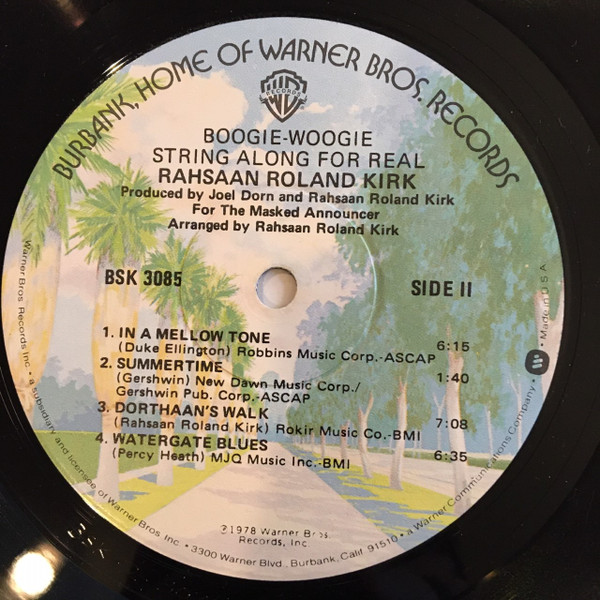 BURBANK, HOME OF WARNER BROS. RECORDS
RECORDS
BOOGIE-WOOGIE
STRING ALONG FOR REAL
RAHSAAN ROLAND KIRK
Produced by Joel Dorn and Rahsaan Roland Kirk
For The Masked Announcer
Arranged by Rahsaan Roland Kirk
BSK 3085
SIDE II
1. IN A MELLOW TONE
(Duke Ellington) Robbins Music Corp.-ASCAP 6:15
2. SUMMERTIME
(Gershwin) New Dawn Music Corp./ 1:40
Gershwin Pub. Corp.-ASCAP
3. DORTHAAN'S WALK
(Rahsaan Roland Kirk) Rokir Music Co.-BMI 7:08
4. WATERGATE BLUES
(Percy Heath) MJQ Music Inc.-BMI 6:35
℗1978 Warner Bros.
Records, Inc.
Warner Bros. Records Inc. • a subsidiary and licensee of Warner Bros. Inc. • 3300 Warner Blvd., Burbank, Calif. 91510 • a Warner Communications Company • Made in U S A